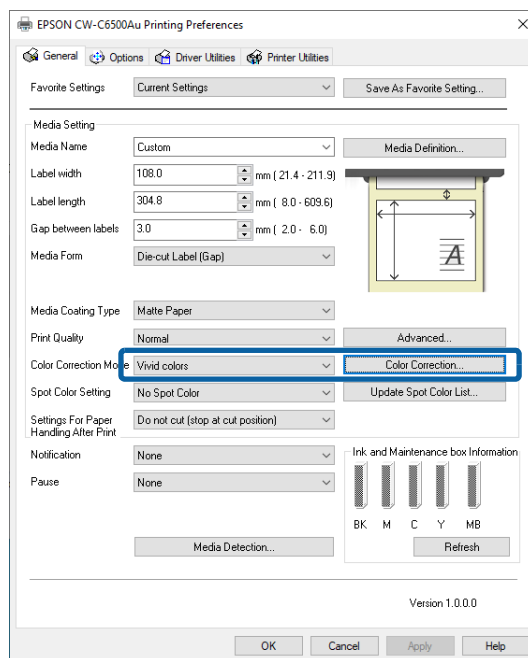 EPSON CW-C6500Au Printing Preferences
General Options Driver Utilities Printer Utilities
Favorite Settings Current Settings Save As Favorite Setting...
Media Setting
Media Name Custom Media Definition...
Label width 108.0 mm ( 21.4 - 211.9)
Label length 304.8 mm ( 8.0 - 609.6)
Gap between labels 3.0 mm ( 2.0 - 6.0)
Media Form Die-cut Label (Gap)
A
Media Coating Type Matte Paper
Print Quality Normal Advanced...
Color Correction Mode Vivid colors Color Correction...
Spot Color Setting No Spot Color Update Spot Color List...
Settings For Paper Handling After Print Do not cut (stop at cut position)
Notification None Ink and Maintenance box Information
Pause None
BK M C Y MB
Media Detection... Refresh
Version 1.0.0.0
OK Cancel Apply Help